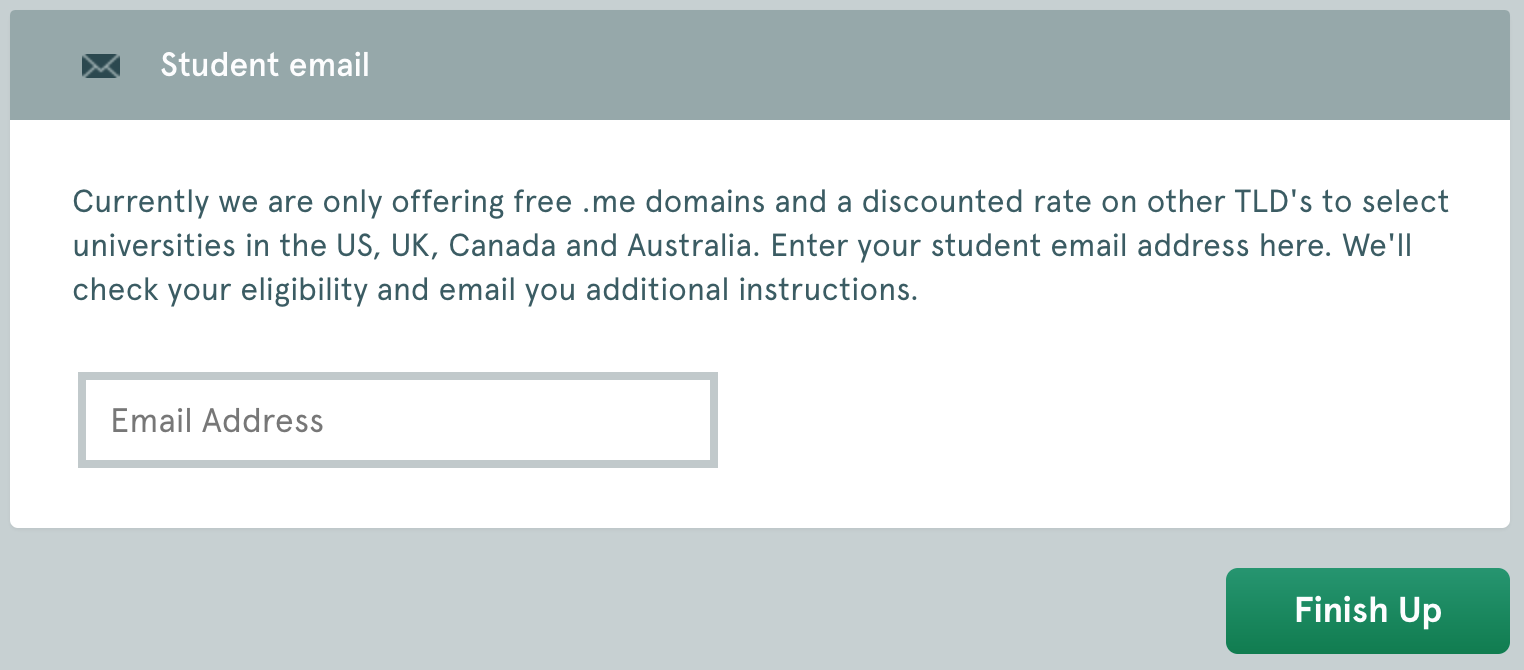 Student email
Currently we are only offering free .me domains and a discounted rate on other TLD's to select
universities in the US, UK, Canada and Australia. Enter your student email address here. We'll
check your eligibility and email you additional instructions.
Email Address
Finish Up